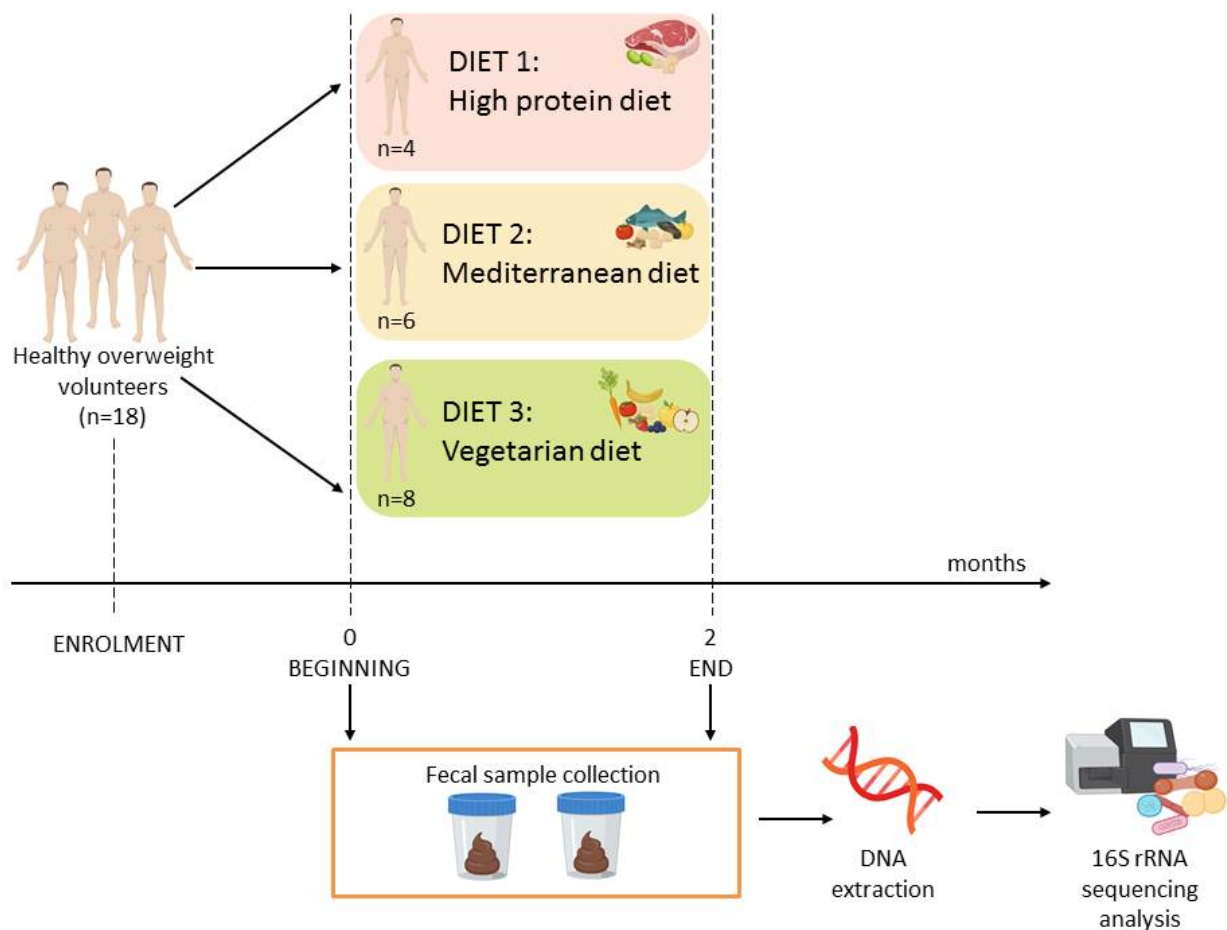 DIET 1:
High protein diet
n=4
DIET 2:
Mediterranean diet
n=6
Healthy overweight
volunteers
(n=18)
DIET 3:
Vegetarian diet
n=8
months
ENROLMENT
0
BEGINNING
2
END
Fecal sample collection
DNA
extraction
16S rRNA
sequencing
analysis